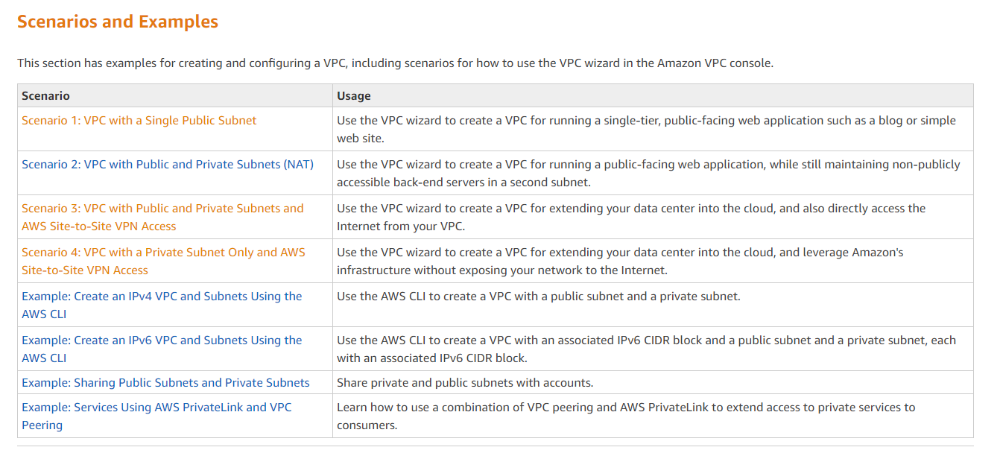 Scenarios and Examples
This section has examples for creating and configuring a VPC, including scenarios for how to use the VPC wizard in the Amazon VPC console.
Scenario
Usage
Scenario 1: VPC with a Single Public Subnet
Use the VPC wizard to create a VPC for running a single-tier, public-facing web application such as a blog or simple
web site.
Scenario 2: VPC with Public and Private Subnets (NAT)
Use the VPC wizard to create a VPC for running a public-facing web application, while still maintaining non-publicly
accessible back-end servers in a second subnet.
Scenario 3: VPC with Public and Private Subnets and
AWS Site-to-Site VPN Access
Use the VPC wizard to create a VPC for extending your data center into the cloud, and also directly access the
Internet from your VPC.
Scenario 4: VPC with a Private Subnet Only and AWS
Site-to-Site VPN Access
Use the VPC wizard to create a VPC for extending your data center into the cloud, and leverage Amazon's
infrastructure without exposing your network to the Internet.
Example: Create an IPv4 VPC and Subnets Using the
AWS CLI
Use the AWS CLI to create a VPC with a public subnet and a private subnet.
Example: Create an IPv6 VPC and Subnets Using the
AWS CLI
Use the AWS CLI to create a VPC with an associated IPv6 CIDR block and a public subnet and a private subnet, each
with an associated IPv6 CIDR block.
Example: Sharing Public Subnets and Private Subnets
Share private and public subnets with accounts.
Example: Services Using AWS PrivateLink and VPC
Peering
Learn how to use a combination of VPC peering and AWS PrivateLink to extend access to private services to
consumers.